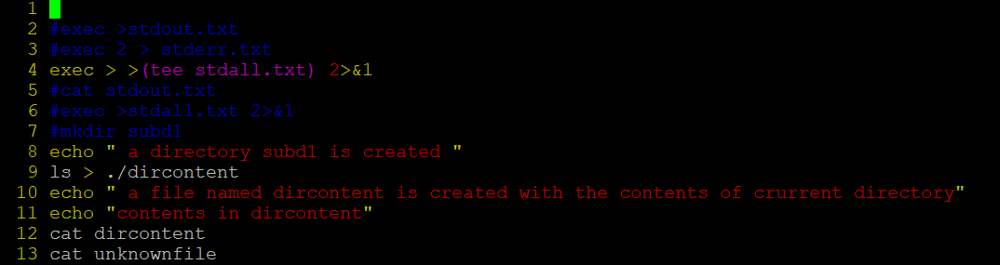 1
2 #exec >stdout.txt
3 #exec 2 > stderr.txt
4 exec > >(tee stdall.txt) 2>&1
5 #cat stdout.txt
6 #exec >stdall.txt 2>&1
7 #mkdir subd1
8 echo " a directory subd1 is created "
9 ls > ./dircontent
10 echo " a file named dircontent is created with the contents of crurrent directory"
11 echo "contents in dircontent"
12 cat dircontent
13 cat unknownfile